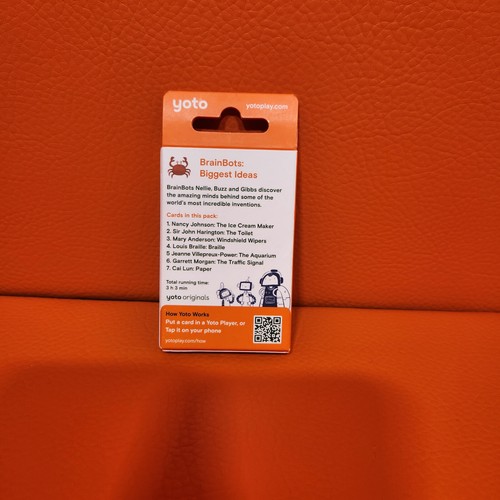 yoto
yotoplay.com
BrainBots:
Biggest Ideas
BrainBots Nellie, Buzz and Gibbs discover
the amazing minds behind some of the
world's most incredible inventions.
Cards in this pack:
1. Nancy Johnson: The Ice Cream Maker
2. Sir John Harington: The Toilet
3. Mary Anderson: Windshield Wipers
4. Louis Braille: Braille
5 Jeanne Villepreux-Power: The Aquarium
6. Garrett Morgan: The Traffic Signal
7. Cai Lun: Paper
Total running time:
3 h 3 min
yoto originals
How Yoto Works
Put a card in a Yoto Player, or
Tap it on your phone
yotoplay.com/how